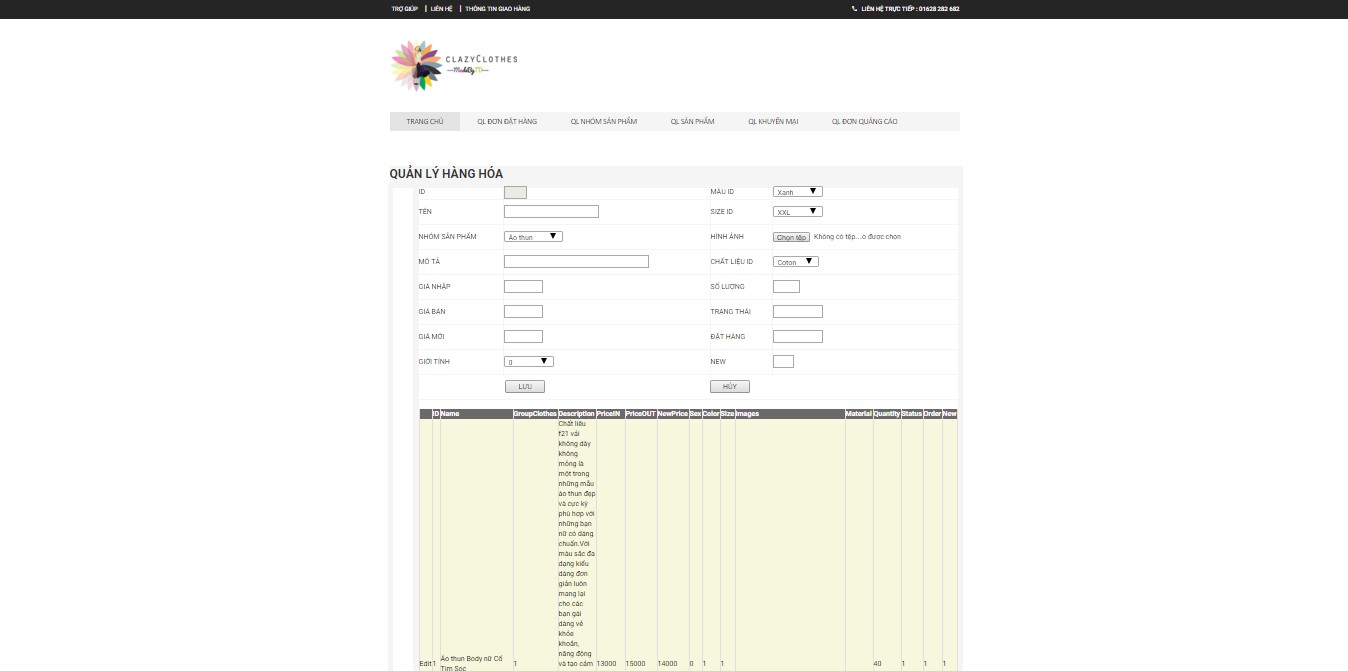 TRỢ GIÚP | LIÊN HỆ | THÔNG TIN GIAO HÀNG
LIÊN HỆ TRỰC TIẾP : 01628 282 682
CLAZYCLOTHES
TRANG CHỦ QL ĐƠN ĐẶT HÀNG QL NHÓM SẢN PHẨM QL SẢN PHẨM QL KHUYẾN MẠI QL ĐƠN QUẢNG CÁO
QUẢN LÝ HÀNG HÓA
ID MÀU ID Xanh
TÊN SIZE ID XXL
NHÓM SẢN PHẨM Áo thun HÌNH ẢNH Chọn tệp Không có tệp...o được chọn
MÔ TẢ CHẤT LIỆU ID Coton
GIÁ NHẬP SỐ LƯỢNG
GIÁ BÁN TRẠNG THÁI
GIÁ MỚI ĐẶT HÀNG
GIỚI TÍNH 0 NEW
LƯU HỦY
ID Name GroupClothes Description PriceIN PriceOUT NewPrice Sex Color Size Images Material Quantity Status Order New
Chất liệu
f21 vải
không dày
không
mỏng là
một trong
những mẫu
áo thun đẹp
và cực kỳ
phù hợp với
những bạn
nữ có dáng
chuẩn.Với
màu sắc đa
dạng kiểu
dáng đơn
giản luôn
mang lại
cho các
bạn gái
dáng vẻ
khỏe
khoắn,
năng động
Edit 1 Áo thun Body nữ Cổ Tim Sọc 1 và tạo cảm 13000 15000 14000 0 1 1 40 1 1 1